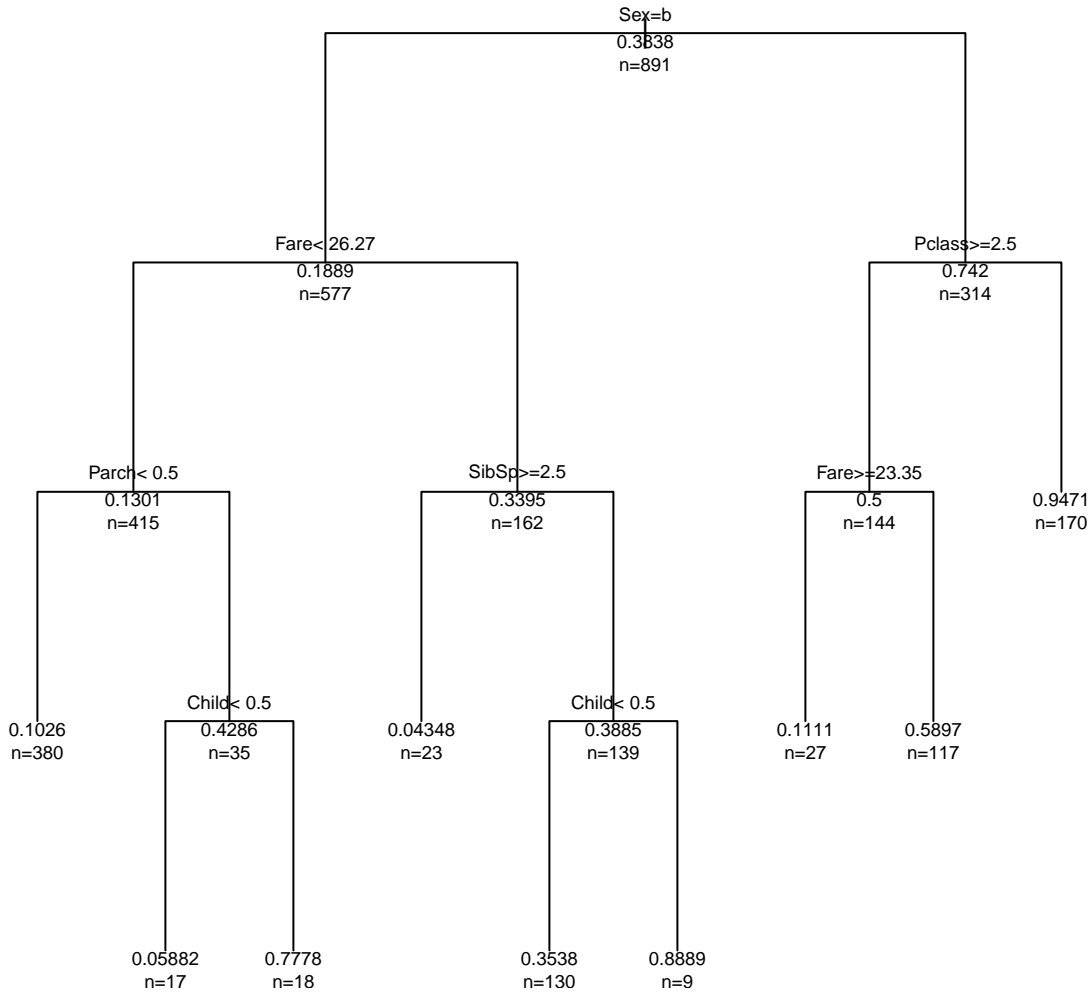 Sex=b
0.3838
n=891
Fare< 26.27
0.1889
n=577
Pclass>=2.5
0.742
n=314
Parch< 0.5
0.1301
n=415
SibSp>=2.5
0.3395
n=162
Fare>=23.35
0.5
n=144
0.9471
n=170
0.1026
n=380
Child< 0.5
0.4286
n=35
0.04348
n=23
Child< 0.5
0.3885
n=139
0.1111
n=27
0.5897
n=117
0.05882
n=17
0.7778
n=18
0.3538
n=130
0.8889
n=9